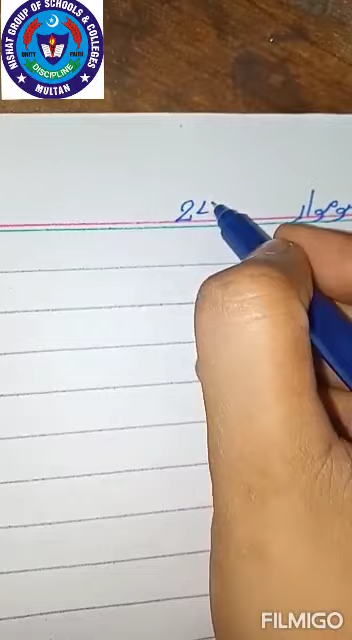 NISHAT GROUP OF SCHOOLS & COLLEGES
UNITY FAITH
DISCIPLINE
MULTAN
سوموار
FILMIGO